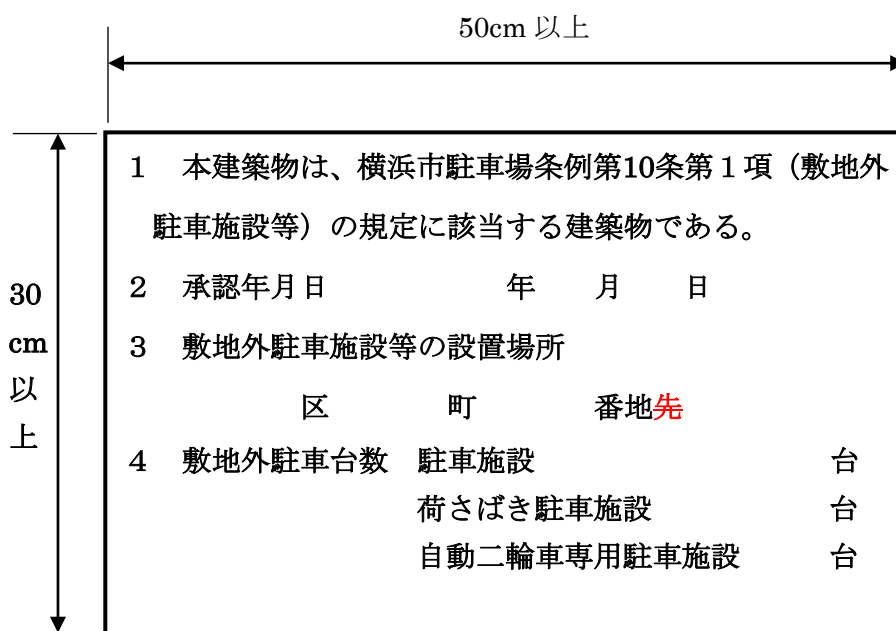 50cm 以上
30
cm
以
上
1　本建築物は、横浜市駐車場条例第10条第１項（敷地外
駐車施設等）の規定に該当する建築物である。
2　承認年月日　　　　　　年　　月　　日
3　敷地外駐車施設等の設置場所
区　　　　町　　　　番地先
4　敷地外駐車台数　駐車施設　　　　　　　　　　台
荷さばき駐車施設　　　　　　台
自動二輪車専用駐車施設　　　台